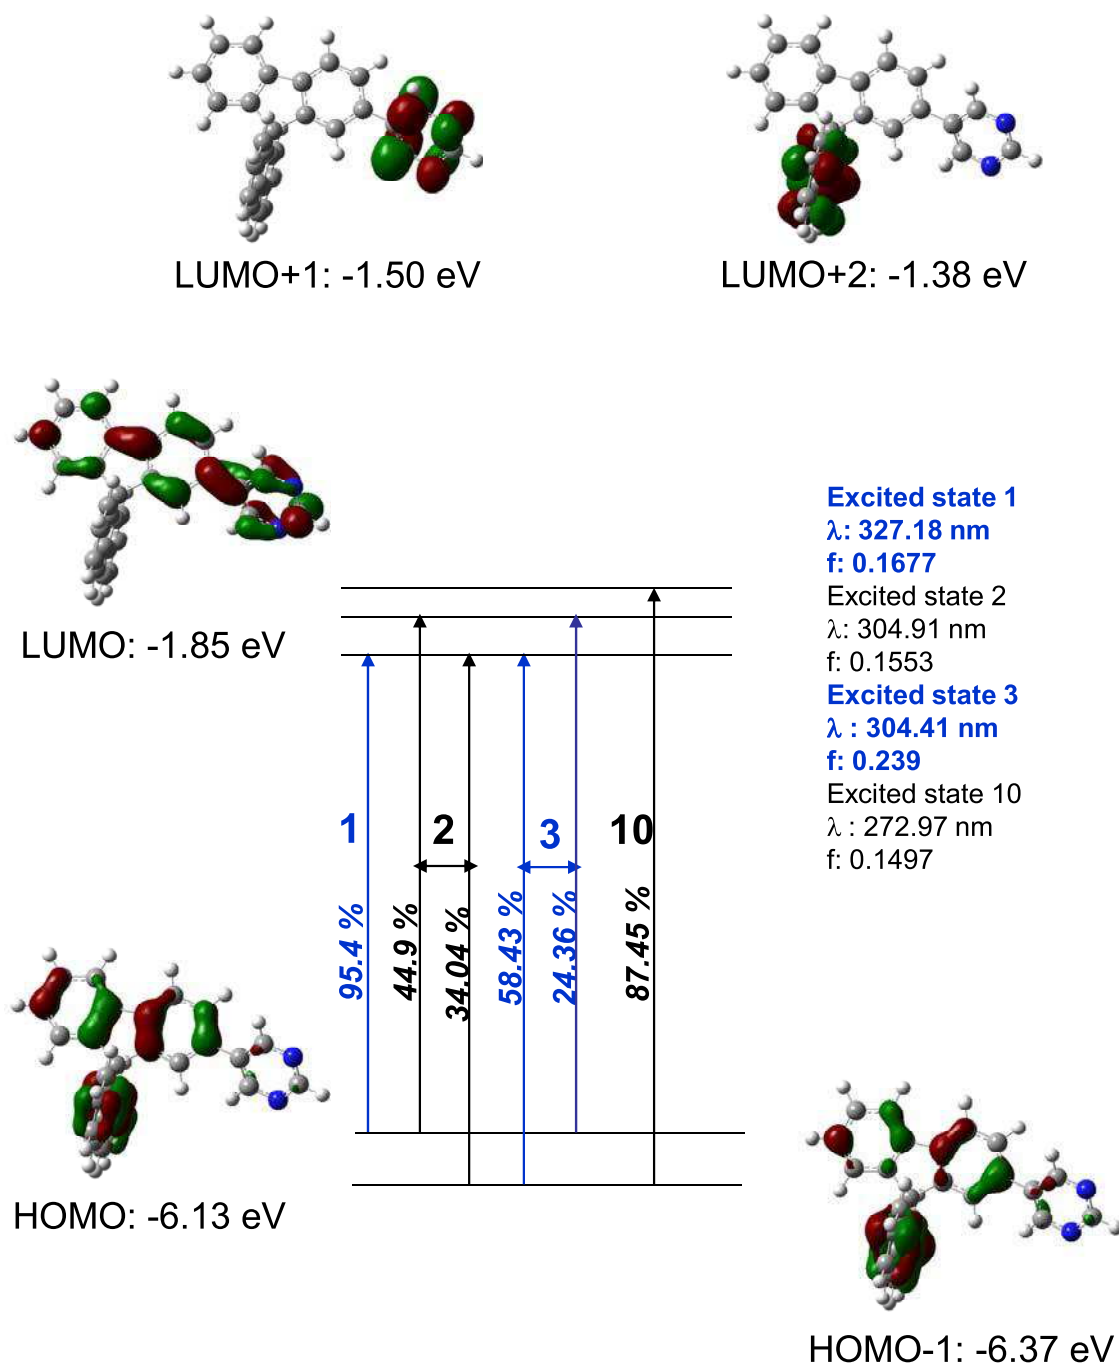 LUMO+1: -1.50 eV
LUMO+2: -1.38 eV
LUMO: -1.85 eV
Excited state 1
λ: 327.18 nm
f: 0.1677
Excited state 2
λ: 304.91 nm
f: 0.1553
Excited state 3
λ : 304.41 nm
f: 0.239
Excited state 10
λ : 272.97 nm
f: 0.1497
1
2
3
10
95.4 %
44.9 %
34.04 %
58.43 %
24.36 %
87.45 %
HOMO: -6.13 eV
HOMO-1: -6.37 eV